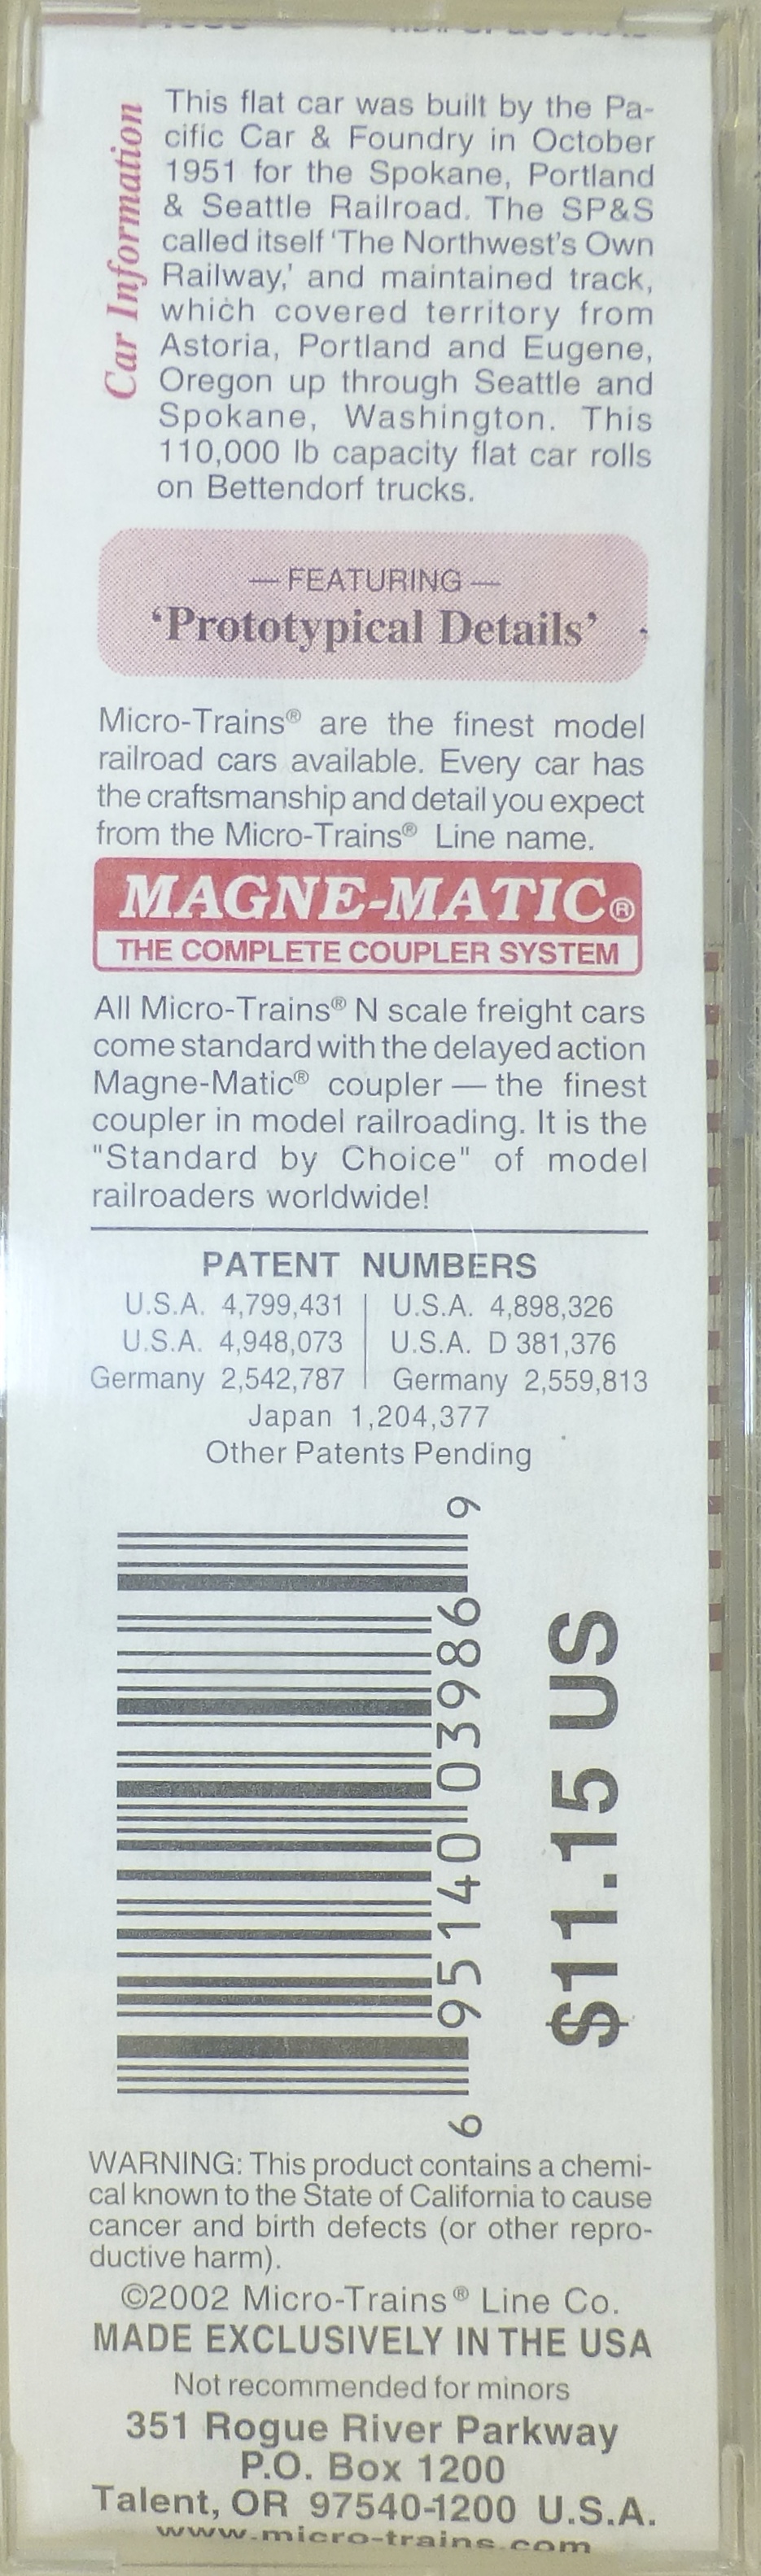 Car Information
This flat car was built by the Pa-
cific Car & Foundry in October
1951 for the Spokane, Portland
& Seattle Railroad. The SP&S
called itself 'The Northwest's Own
Railway,' and maintained track,
which covered territory from
Astoria, Portland and Eugene,
Oregon up through Seattle and
Spokane, Washington. This
110,000 lb capacity flat car rolls
on Bettendorf trucks.
— FEATURING —
'Prototypical Details'
Micro-Trains® are the finest model
railroad cars available. Every car has
the craftsmanship and detail you expect
from the Micro-Trains® Line name.
MAGNE-MATIC®
THE COMPLETE COUPLER SYSTEM
All Micro-Trains® N scale freight cars
come standard with the delayed action
Magne-Matic® coupler — the finest
coupler in model railroading. It is the
"Standard by Choice" of model
railroaders worldwide!
PATENT NUMBERS
U.S.A. 4,799,431 | U.S.A. 4,898,326
U.S.A. 4,948,073 | U.S.A. D 381,376
Germany 2,542,787 | Germany 2,559,813
Japan 1,204,377
Other Patents Pending
6 95140 03986 9
$11.15 US
WARNING: This product contains a chemi-
cal known to the State of California to cause
cancer and birth defects (or other repro-
ductive harm).
©2002 Micro-Trains® Line Co.
MADE EXCLUSIVELY IN THE USA
Not recommended for minors
351 Rogue River Parkway
P.O. Box 1200
Talent, OR 97540-1200 U.S.A.
www.micro-trains.com